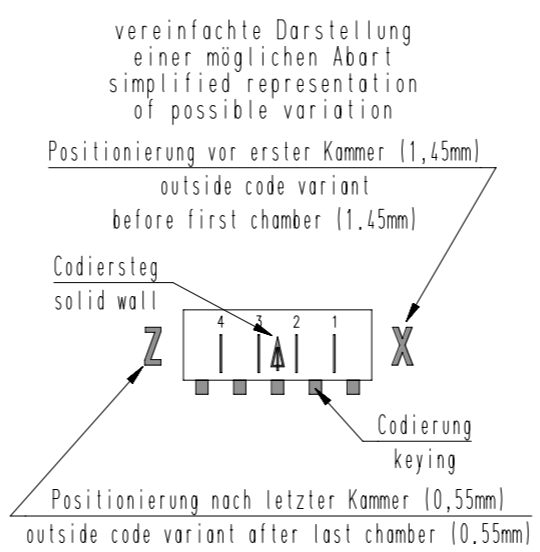 vereinfachte Darstellung
einer möglichen Abart
simplified representation
of possible variation
Positionierung vor erster Kammer (1,45mm)
outside code variant
before first chamber (1,45mm)
Codiersteg
solid wall
4 3 2 1
Z X
Codierung
keying
Positionierung nach letzter Kammer (0,55mm)
outside code variant after last chamber (0,55mm)